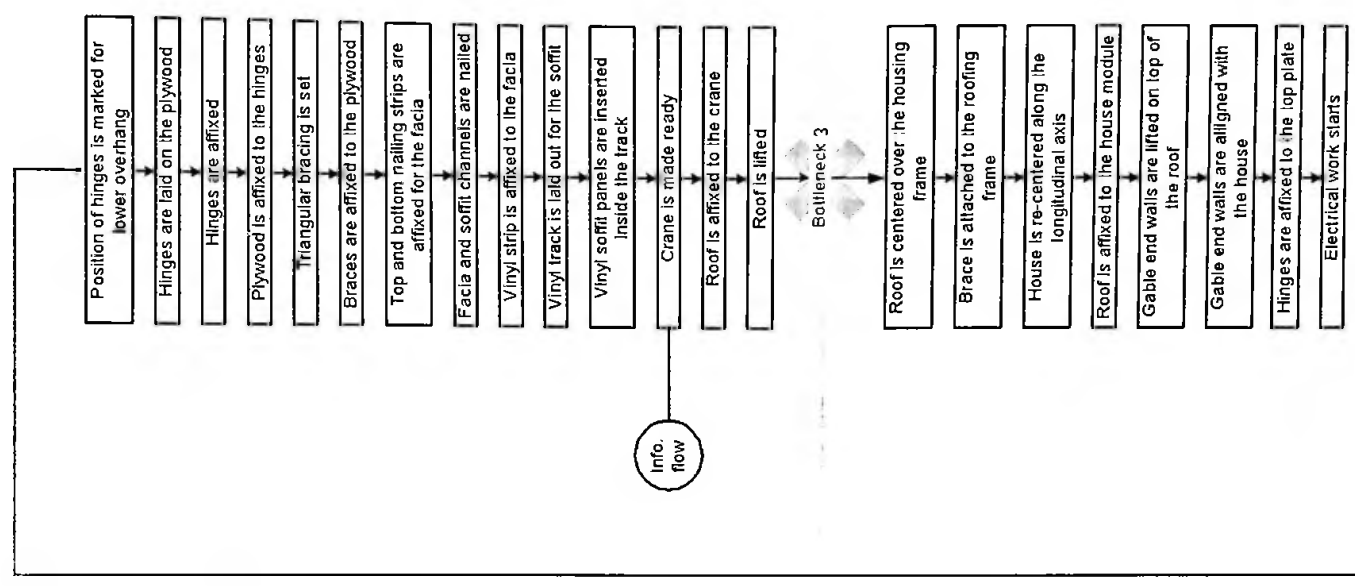 Position of hinges is marked for
lower overhang
Hinges are laid on the plywood
Hinges are affixed
Plywood is affixed to the hinges
Triangular bracing is set
Braces are affixed to the plywood
Top and bottom nailing strips are
affixed for the facia
Facia and soffit channels are nailed
Vinyl strip is affixed to the facia
Vinyl track is laid out for the soffit
Vinyl soffit panels are inserted
Inside the track
Crane is made ready
Info.
flow
Roof is affixed to the crane
Roof is lifted
Bottleneck 3
Roof is centered over the housing
frame
Brace is attached to the roofing
frame
House is re-centered along the
longitudinal axis
Roof is affixed to the house module
Gable end walls are lifted on top of
the roof
Gable end walls are alligned with
the house
Hinges are affixed to the top plate
Electrical work starts